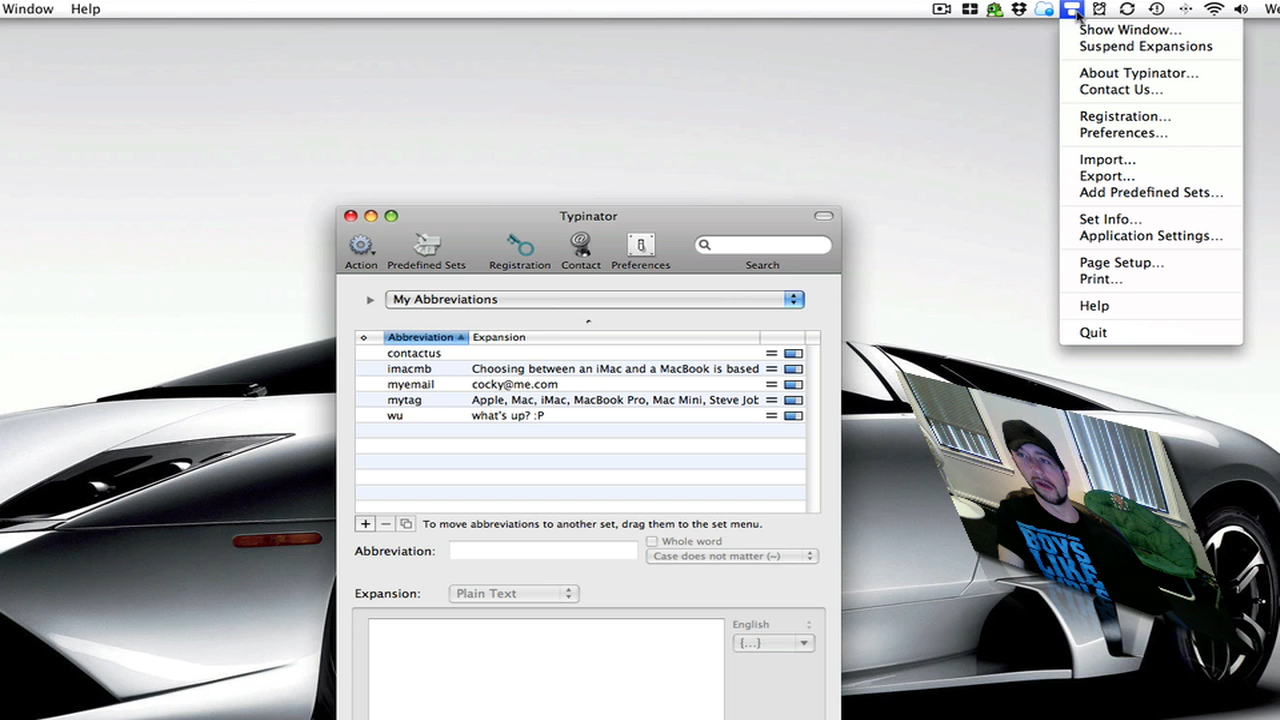 Window Help
We
Show Window...
Suspend Expansions
About Typinator...
Contact Us...
Registration...
Preferences...
Import...
Export...
Add Predefined Sets...
Set Info...
Application Settings...
Page Setup...
Print...
Help
Quit
Typinator
Action Predefined Sets Registration Contact Preferences Search
My Abbreviations
Abbreviation Expansion
contactus
imacmb Choosing between an iMac and a MacBook is based
myemail cocky@me.com
mytag Apple, Mac, iMac, MacBook Pro, Mac Mini, Steve Job
wu what's up? :P
To move abbreviations to another set, drag them to the set menu.
Abbreviation: Whole word
Case does not matter (~)
Expansion: Plain Text
English
{...}
BOYS
LIKE